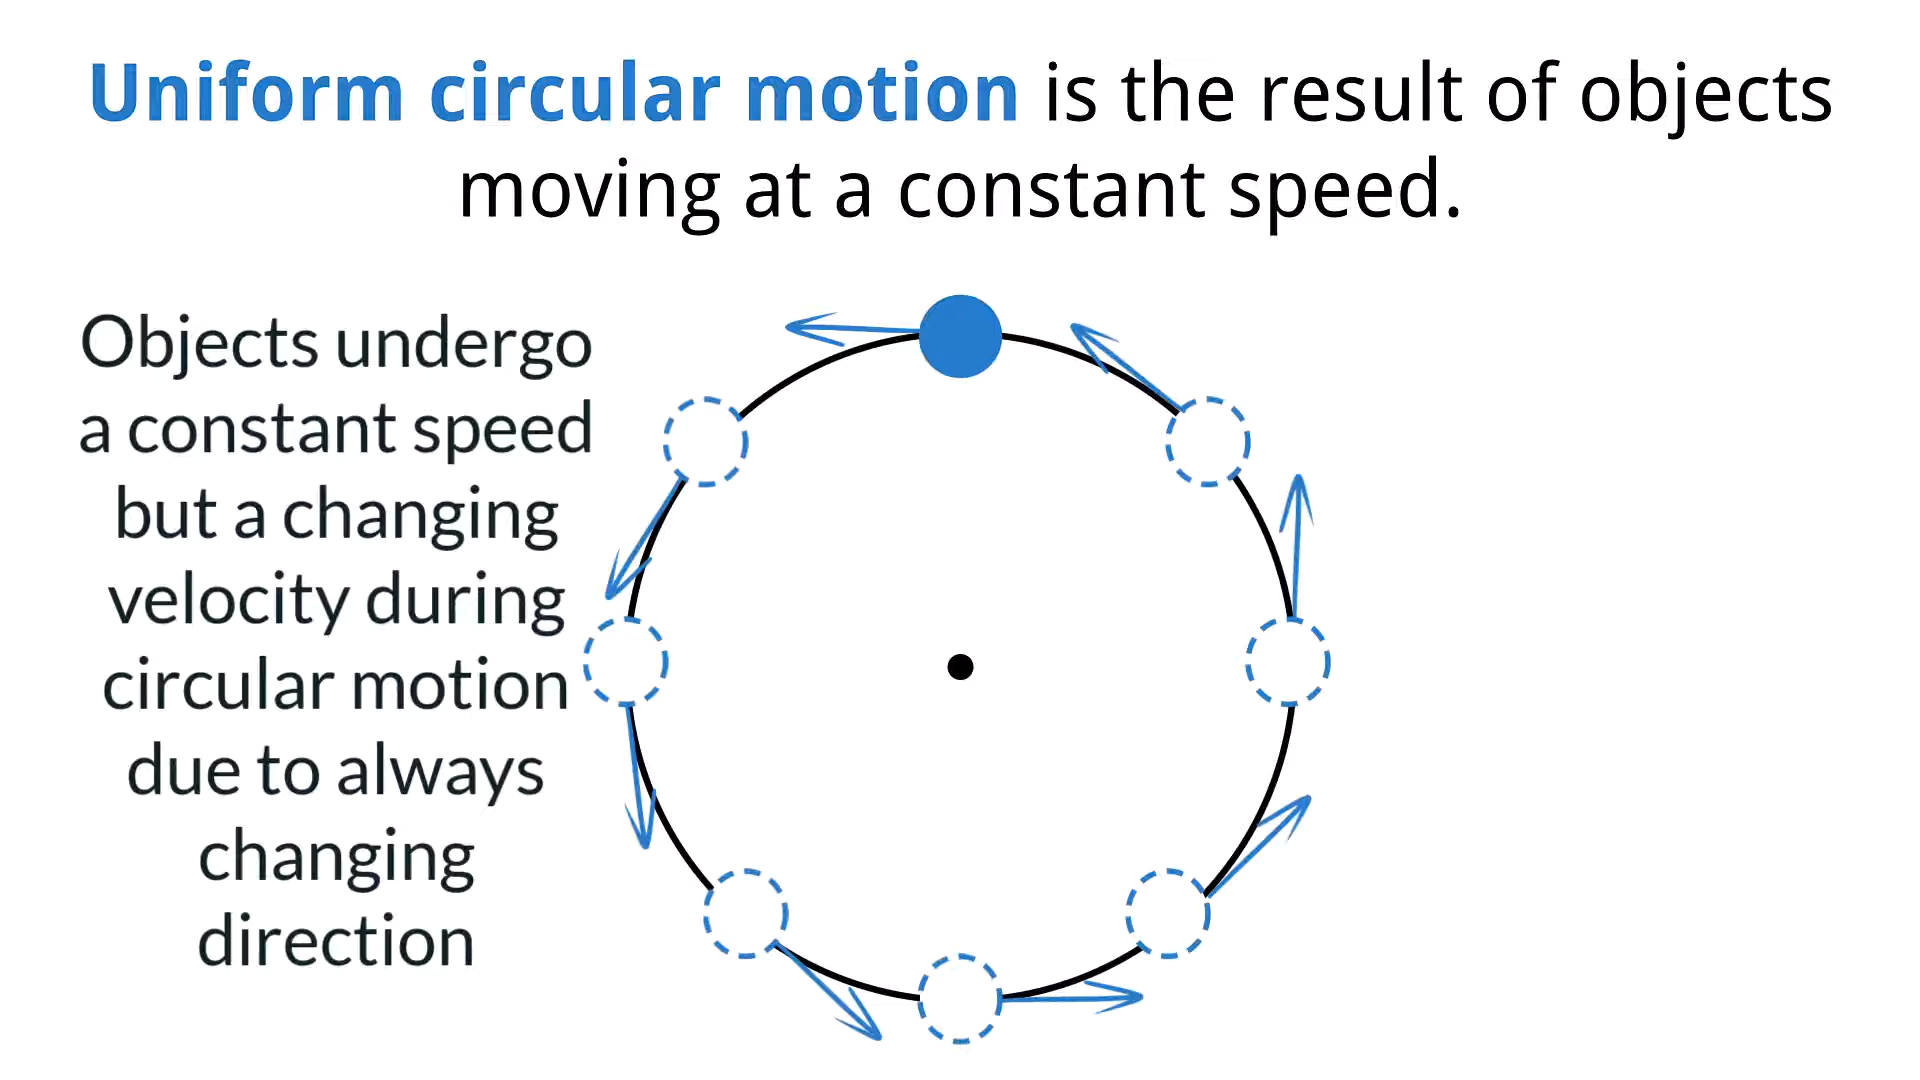 Uniform circular motion is the result of objects
moving at a constant speed.
Objects undergo
a constant speed
but a changing
velocity during
circular motion
due to always
changing
direction